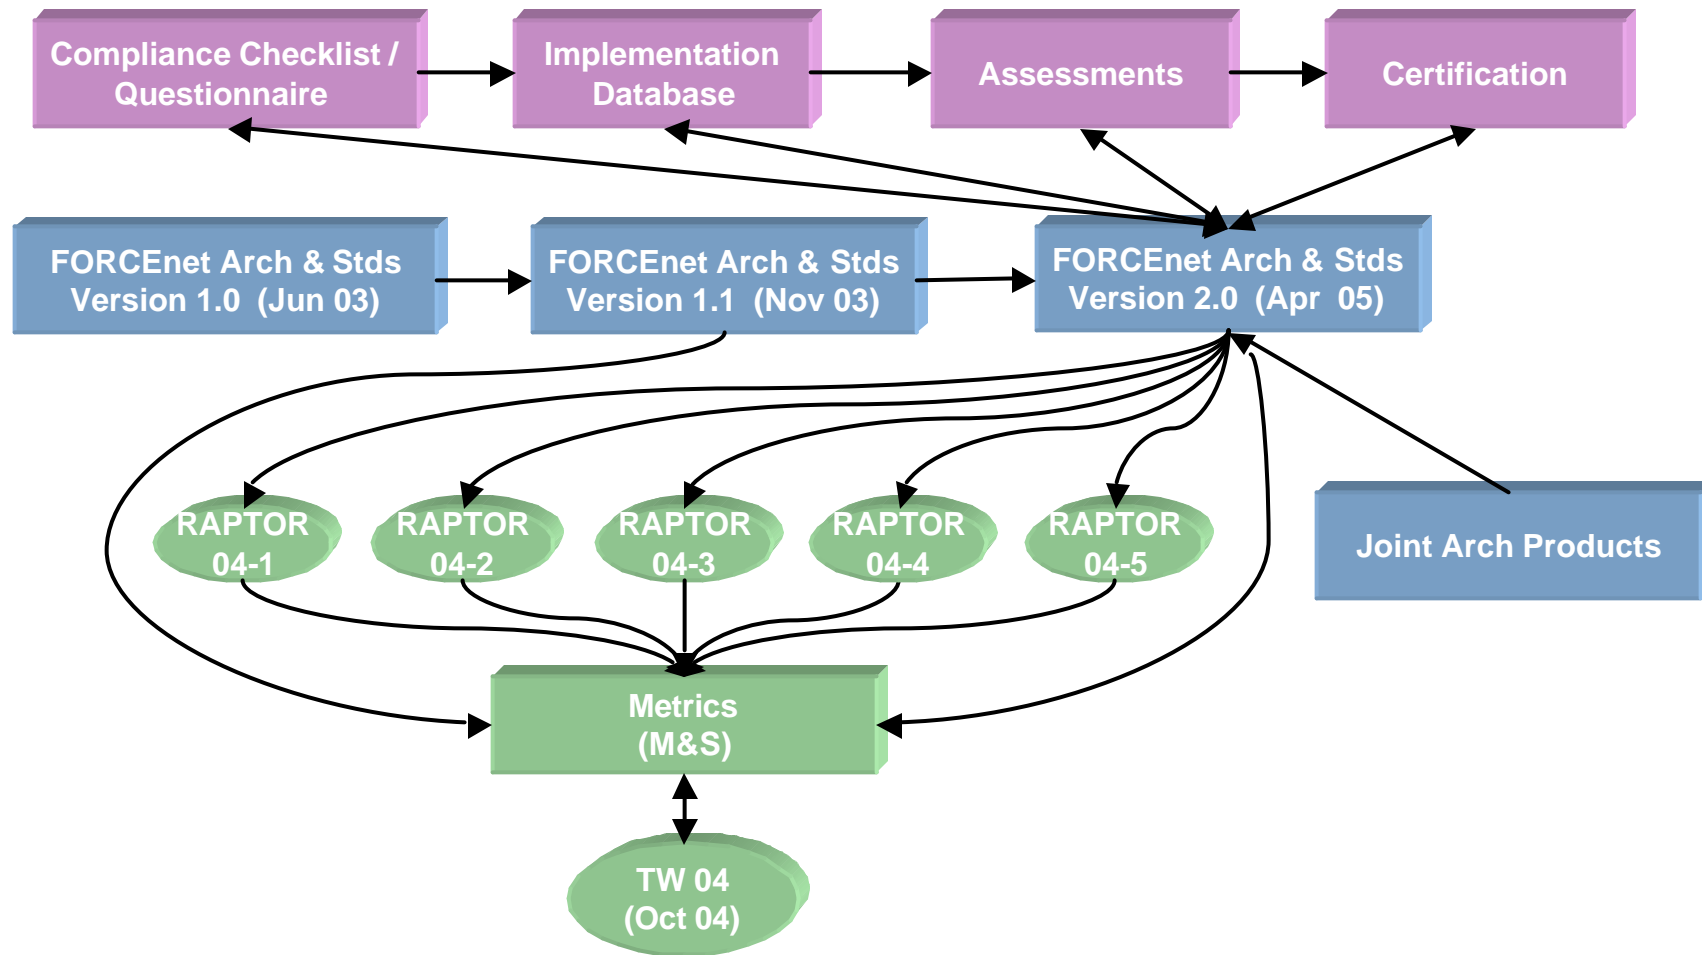 Compliance Checklist /
Questionnaire
Implementation
Database
Assessments
Certification
FORCEnet Arch & Stds
Version 1.0  (Jun 03)
FORCEnet Arch & Stds
Version 1.1  (Nov 03)
FORCEnet Arch & Stds
Version 2.0  (Apr  05)
RAPTOR
04-1
RAPTOR
04-2
RAPTOR
04-3
RAPTOR
04-4
RAPTOR
04-5
Joint Arch Products
Metrics
(M&S)
TW 04
(Oct 04)